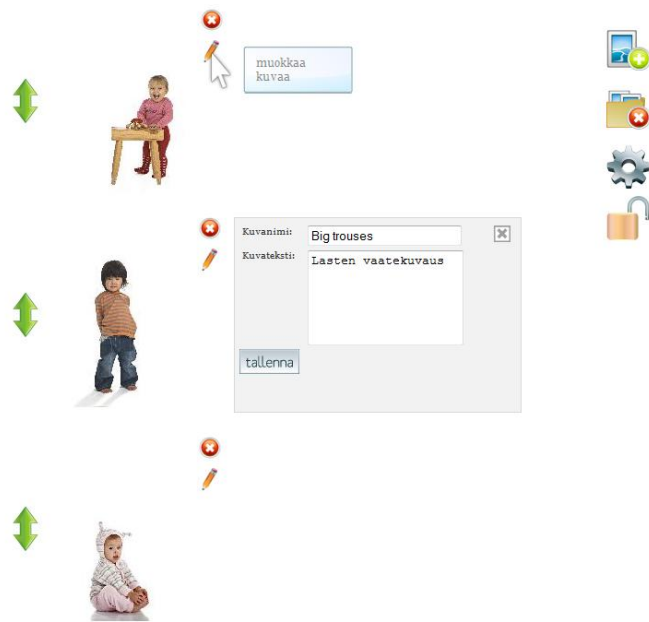 muokkaa
kuvaa
Kuvanimi: Big trouses
Kuvateksti: Lasten vaatekuvaus
tallenna